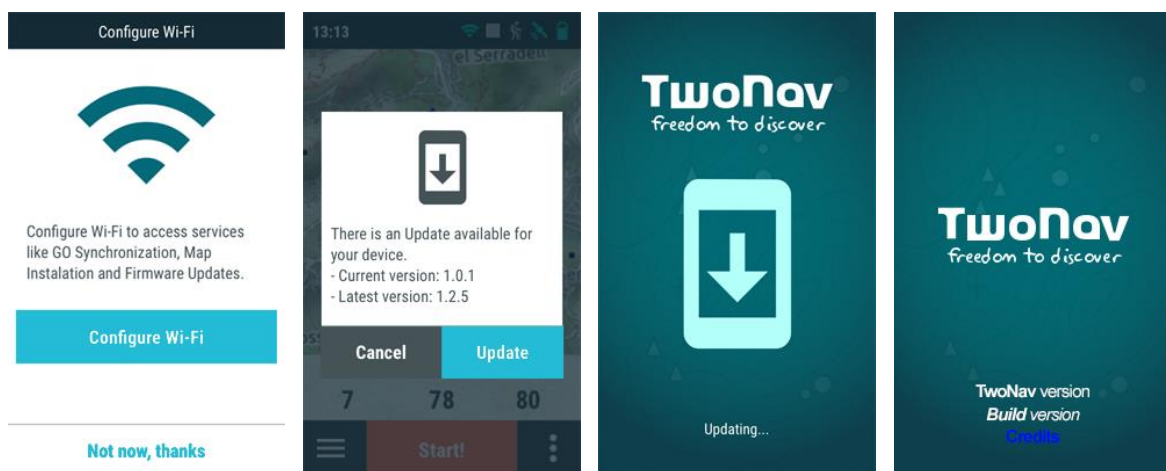 Configure Wi-Fi
Configure Wi-Fi to access services
like GO Synchronization, Map
Instalation and Firmware Updates.
Configure Wi-Fi
Not now, thanks
13:13
el Serradell
There is an Update available for
your device.
- Current version: 1.0.1
- Latest version: 1.2.5
Cancel
Update
7
78
80
Start!
TwoNav
freedom to discover
Updating...
TwoNav
freedom to discover
TwoNav version
Build version
Credits